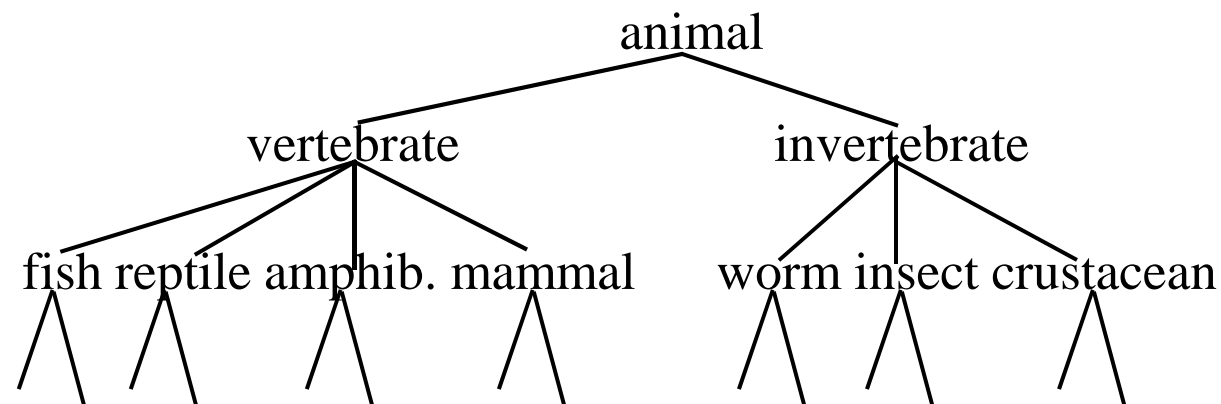 animal
vertebrate invertebrate
fish reptile amphib. mammal worm insect crustacean